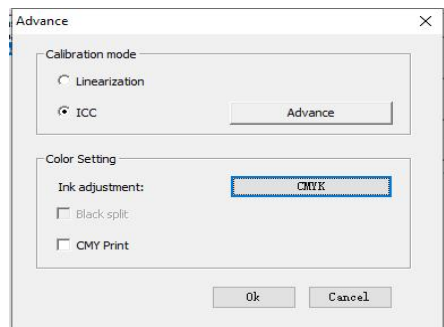 Advance
Calibration mode
Linearization
ICC
Advance
Color Setting
Ink adjustment:
CMYK
Black split
CMY Print
Ok
Cancel